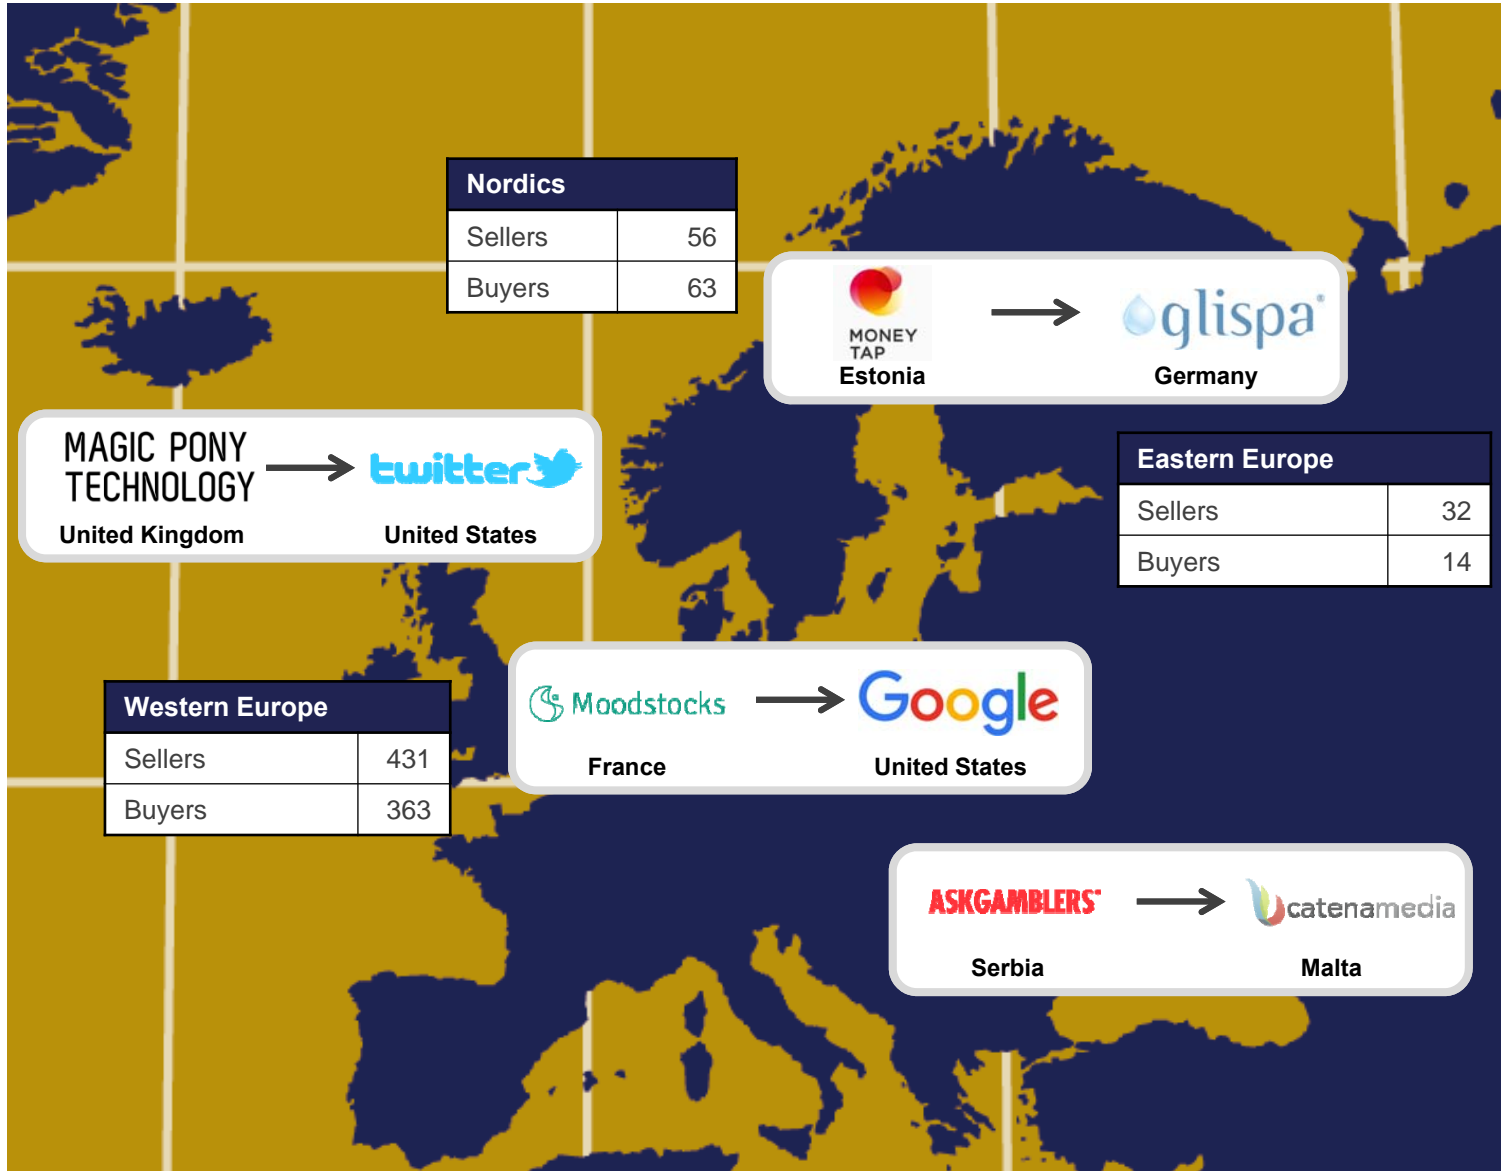 Nordics
Sellers 56
Buyers 63
MONEY
TAP
glispa
Estonia Germany
MAGIC PONY
TECHNOLOGY
twitter
United Kingdom United States
Eastern Europe
Sellers 32
Buyers 14
Moodstocks Google
France United States
Western Europe
Sellers 431
Buyers 363
ASKGAMBLERS catenamedia
Serbia Malta